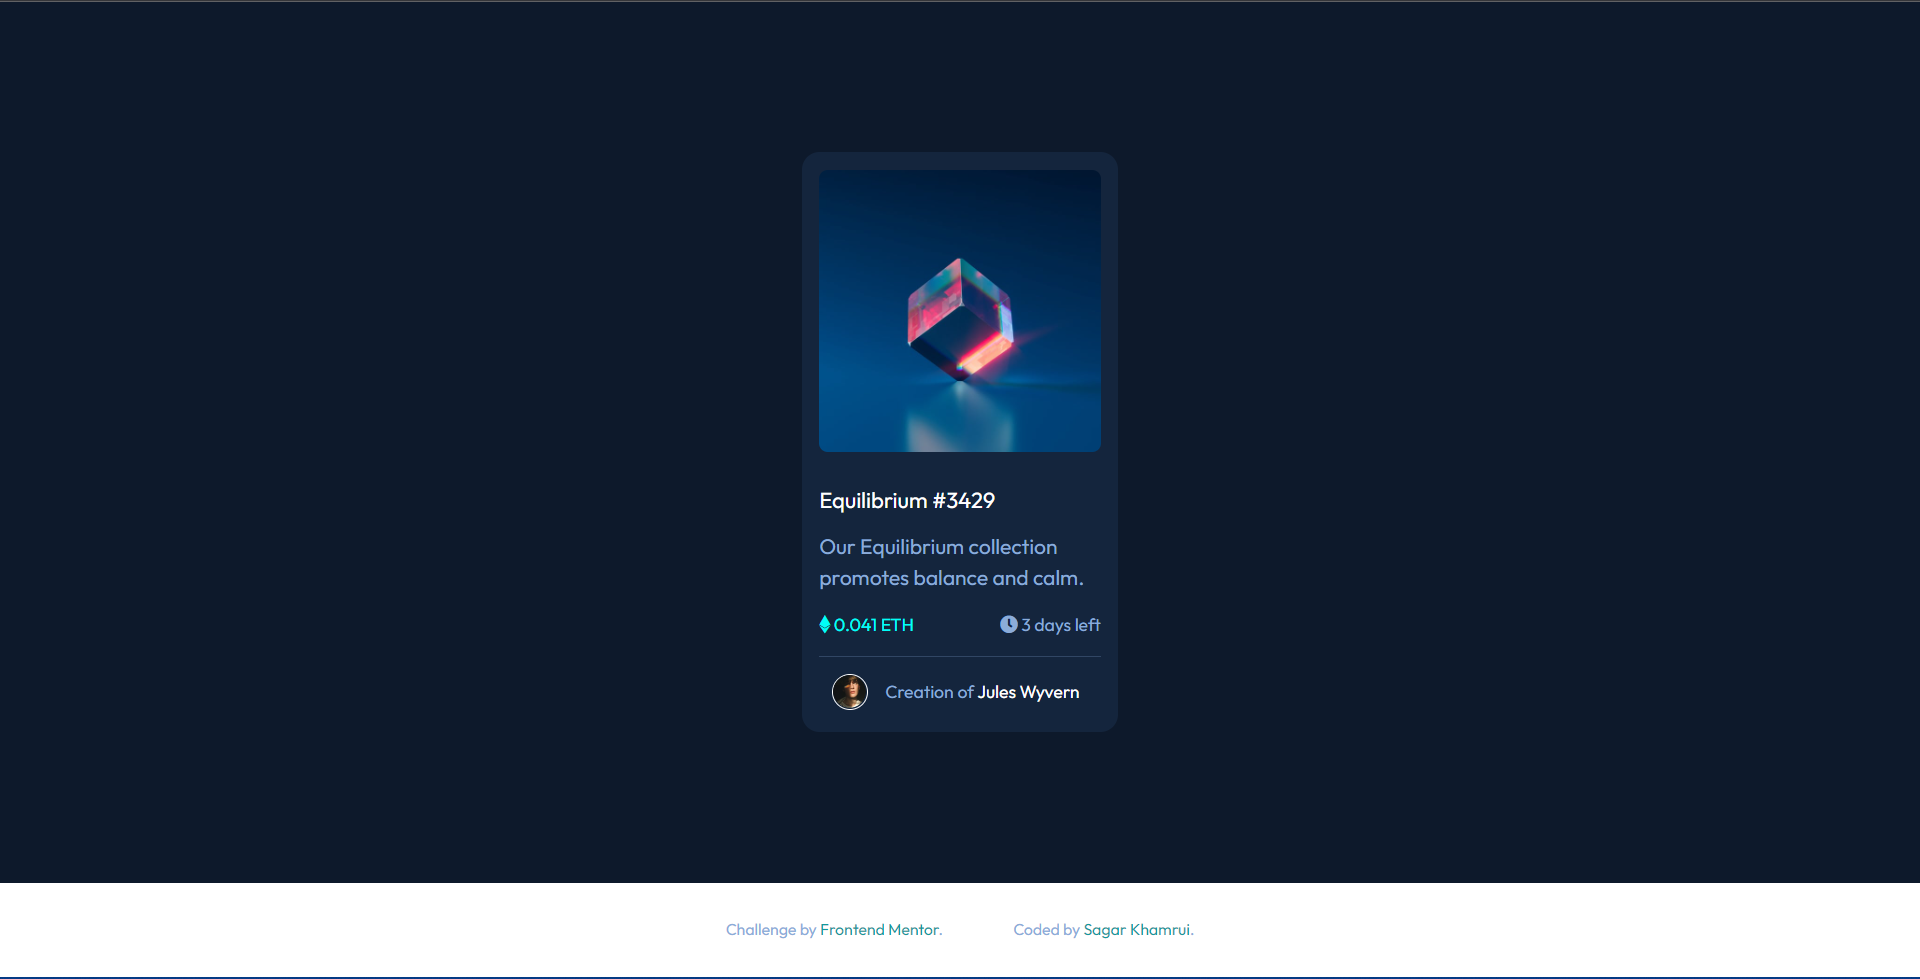 Equilibrium #3429
Our Equilibrium collection
promotes balance and calm.
0.041 ETH 3 days left
Creation of Jules Wyvern
Challenge by Frontend Mentor. Coded by Sagar Khamrui.